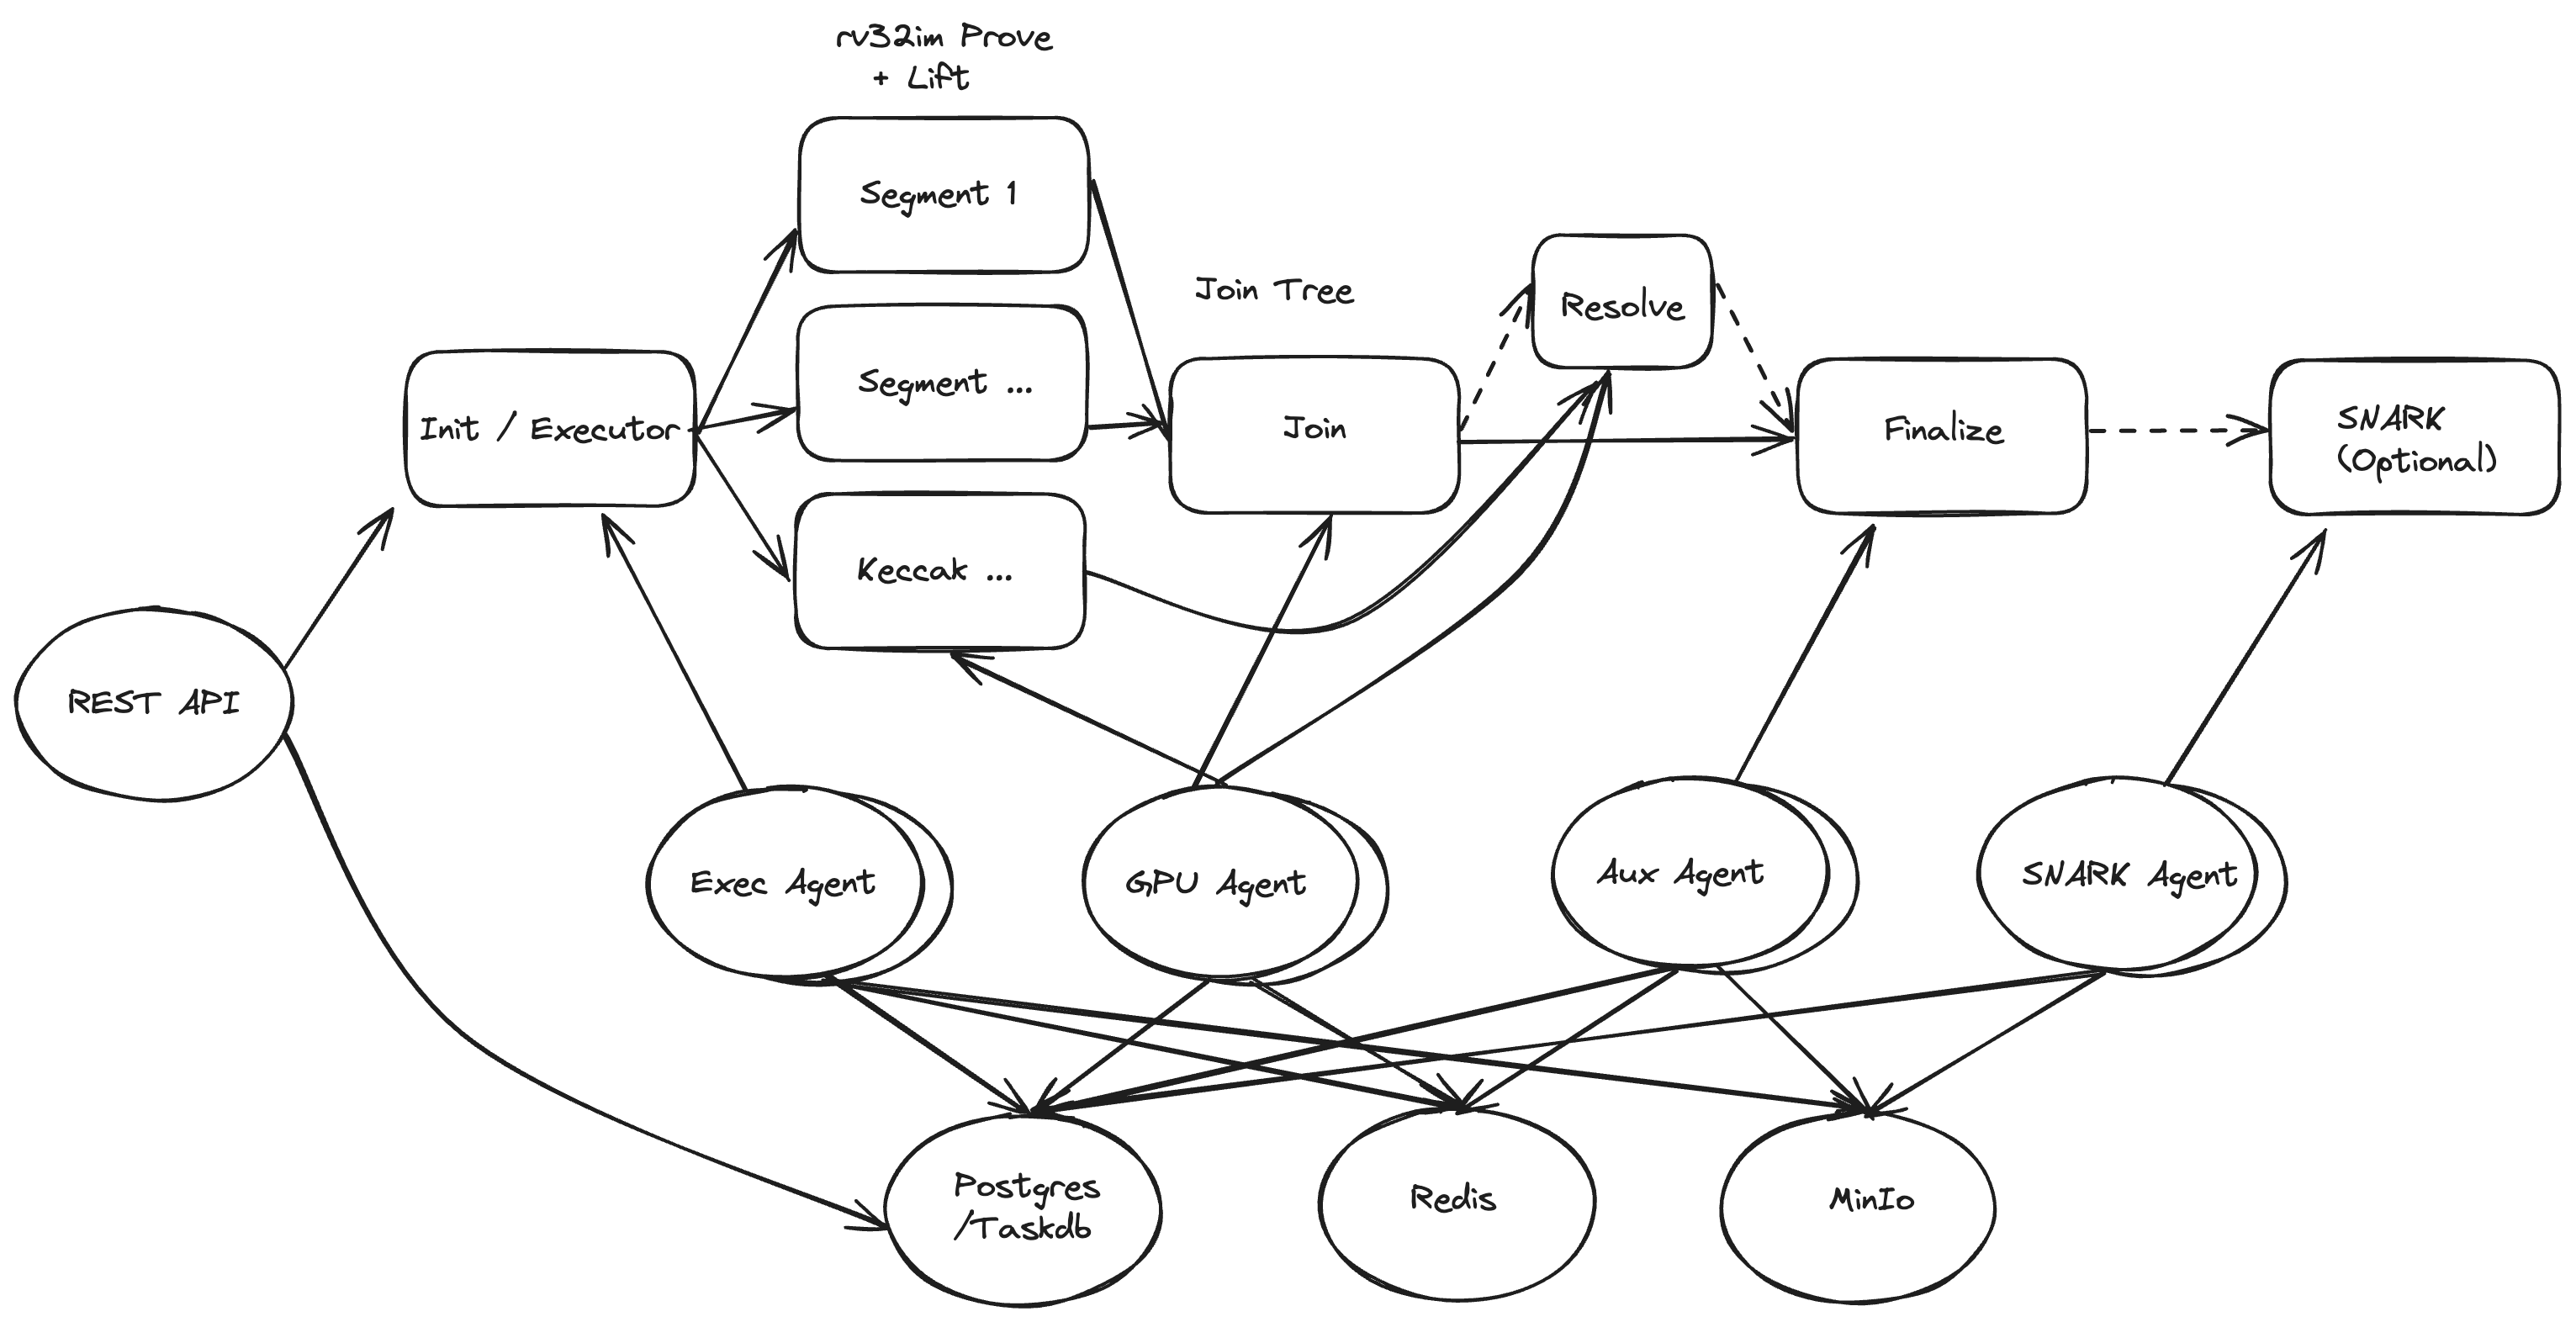 rv32im Prove
+ Lift
Segment 1
Join Tree
Resolve
Segment ...
Init / Executor
Join
Finalize
SNARK
(Optional)
Keccak ...
REST API
Exec Agent
GPU Agent
Aux Agent
SNARK Agent
Postgres
/Taskdb
Redis
MinIo